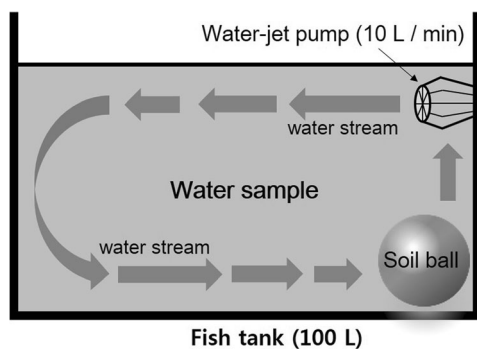 Water-jet pump (10 L / min)
water stream
Water sample
water stream
Soil ball
Fish tank (100 L)